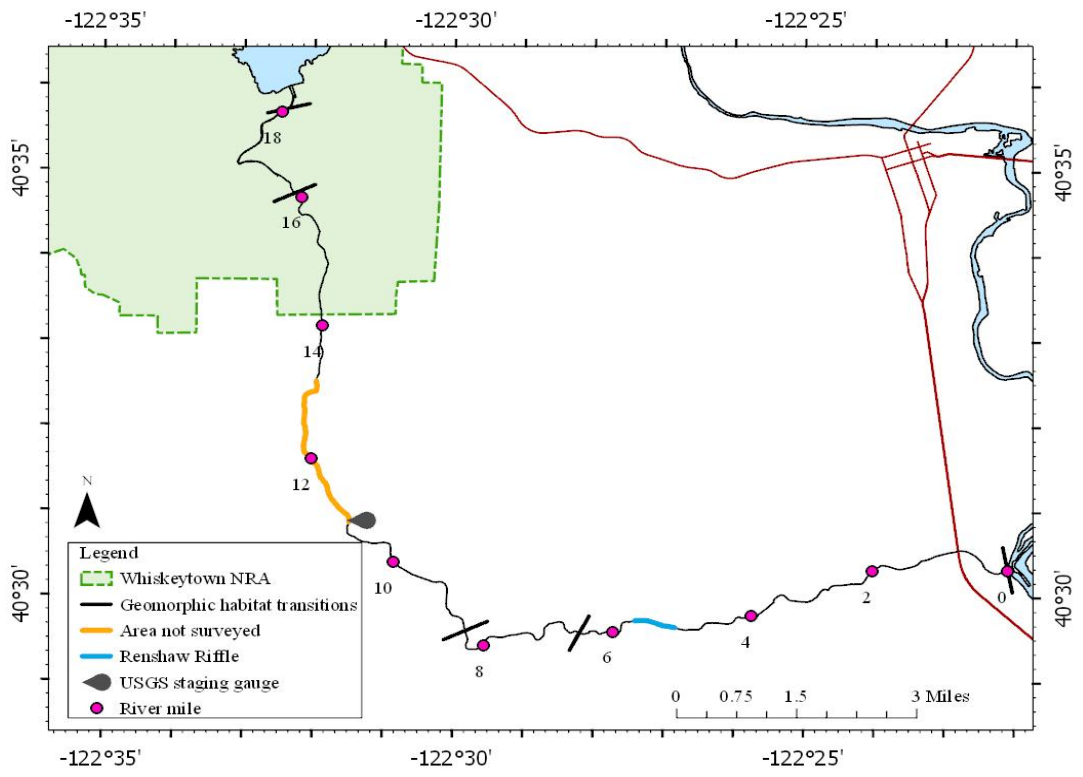 -122°35'
-122°30'
-122°25'
40°35'
40°35'
18
16
14
12
N
10
8
6
4
2
0
40°30'
40°30'
Legend
Whiskeytown NRA
Geomorphic habitat transitions
Area not surveyed
Renshaw Riffle
USGS staging gauge
River mile
0 0.75 1.5 3 Miles
-122°35'
-122°30'
-122°25'